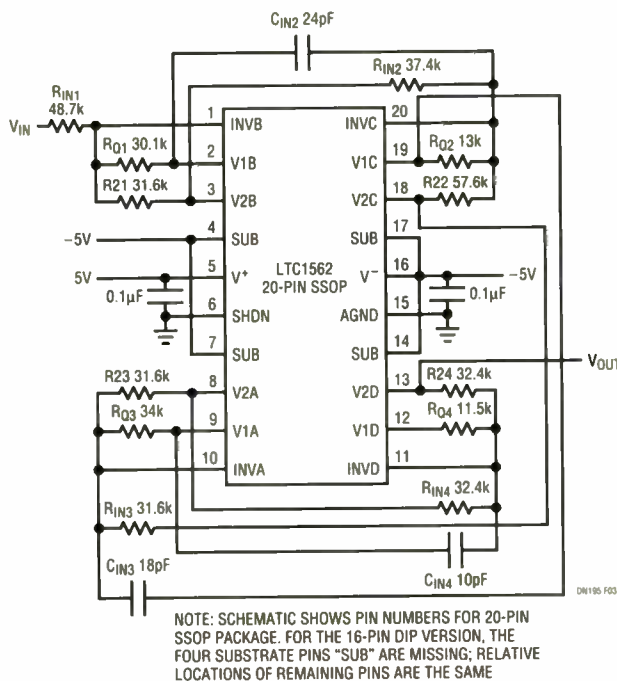 CIN2 24pF
RIN2 37.4k
RIN1
48.7k
VIN
1 INVB
INVC 20
RQ1 30.1k
2 V1B
V1C 19
RQ2 13k
R21 31.6k
3 V2B
V2C 18
R22 57.6k
-5V
4 SUB
SUB 17
5V
5 V+
LTC1562
20-PIN SSOP
V- 16
-5V
0.1µF
6 SHDN
AGND 15
0.1µF
7 SUB
SUB 14
VOUT
R23 31.6k
8 V2A
V2D 13
R24 32.4k
RQ3 34k
9 V1A
V1D 12
RQ4 11.5k
10 INVA
INVD 11
RIN3 31.6k
RIN4 32.4k
CIN3 18pF
CIN4 10pF
DN195 F03
NOTE: SCHEMATIC SHOWS PIN NUMBERS FOR 20-PIN
SSOP PACKAGE. FOR THE 16-PIN DIP VERSION, THE
FOUR SUBSTRATE PINS "SUB" ARE MISSING; RELATIVE
LOCATIONS OF REMAINING PINS ARE THE SAME